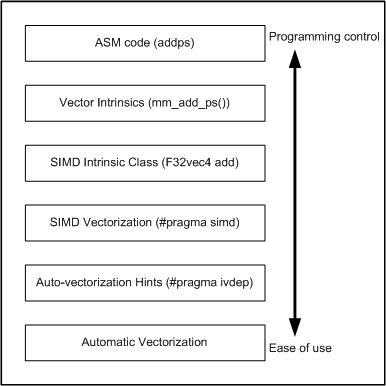 ASM code (addps)
Programming control
Vector Intrinsics (mm_add_ps())
SIMD Intrinsic Class (F32vec4 add)
SIMD Vectorization (#pragma simd)
Auto-vectorization Hints (#pragma ivdep)
Automatic Vectorization
Ease of use